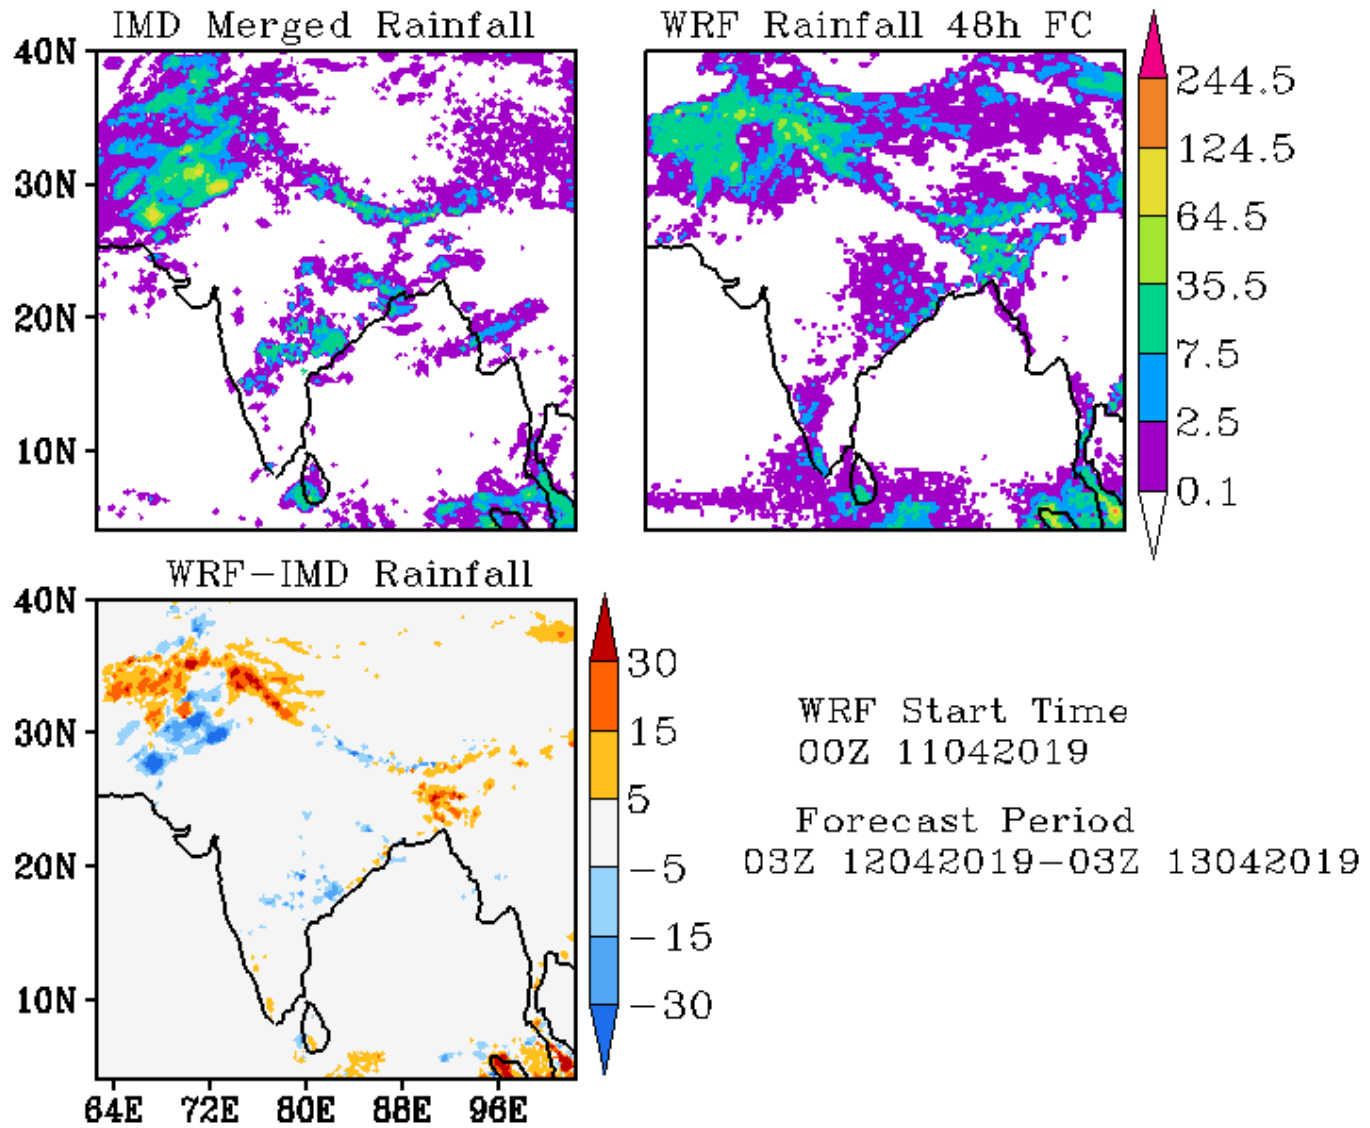 IMD Merged Rainfall
WRF Rainfall 48h FC
40N
30N
20N
10N
244.5
124.5
64.5
35.5
7.5
2.5
0.1
WRF-IMD Rainfall
40N
30N
20N
10N
64E 72E 80E 88E 96E
30
15
5
-5
-15
-30
WRF Start Time
00Z 11042019
Forecast Period
03Z 12042019-03Z 13042019